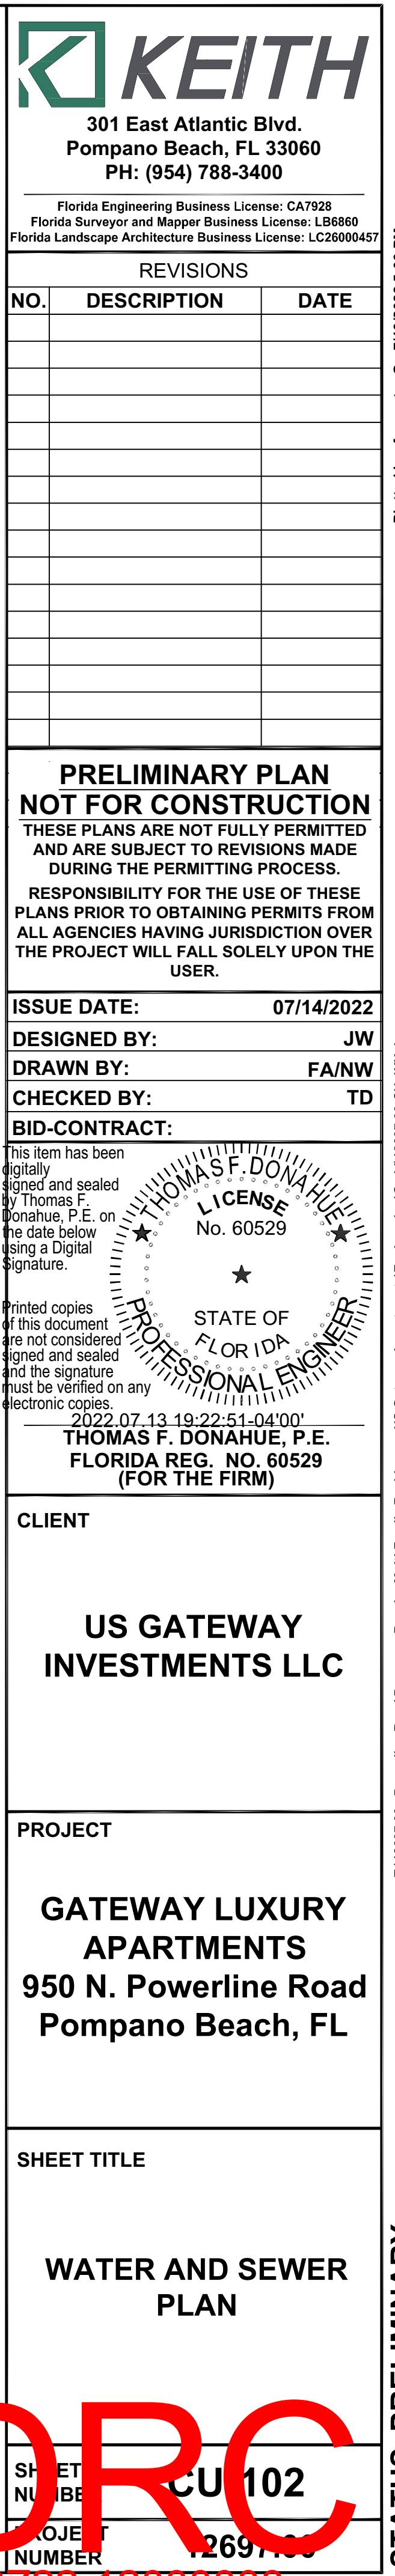 KEITH
301 East Atlantic Blvd.
Pompano Beach, FL 33060
PH: (954) 788-3400
Florida Engineering Business License: CA7928
Florida Surveyor and Mapper Business License: LB6860
Florida Landscape Architecture Business License: LC26000457
REVISIONS
NO. DESCRIPTION DATE
PRELIMINARY PLAN
NOT FOR CONSTRUCTION
THESE PLANS ARE NOT FULLY PERMITTED
AND ARE SUBJECT TO REVISIONS MADE
DURING THE PERMITTING PROCESS.
RESPONSIBILITY FOR THE USE OF THESE
PLANS PRIOR TO OBTAINING PERMITS FROM
ALL AGENCIES HAVING JURISDICTION OVER
THE PROJECT WILL FALL SOLELY UPON THE
USER.
ISSUE DATE: 07/14/2022
DESIGNED BY: JW
DRAWN BY: FA/NW
CHECKED BY: TD
BID-CONTRACT:
This item has been
digitally
signed and sealed
by Thomas F.
Donahue, P.E. on
the date below
using a Digital
Signature.
Printed copies
of this document
are not considered
signed and sealed
and the signature
must be verified on any
electronic copies.
THOMAS F. DONAHUE
LICENSE
No. 60529
STATE OF
FLORIDA
PROFESSIONAL ENGINEER
2022.07.13 19:22:51-04'00'
THOMAS F. DONAHUE, P.E.
FLORIDA REG. NO. 60529
(FOR THE FIRM)
CLIENT
US GATEWAY
INVESTMENTS LLC
PROJECT
GATEWAY LUXURY
APARTMENTS
950 N. Powerline Road
Pompano Beach, FL
SHEET TITLE
WATER AND SEWER
PLAN
DRC
SHEET
NUMBER
CU-102
PROJECT
NUMBER